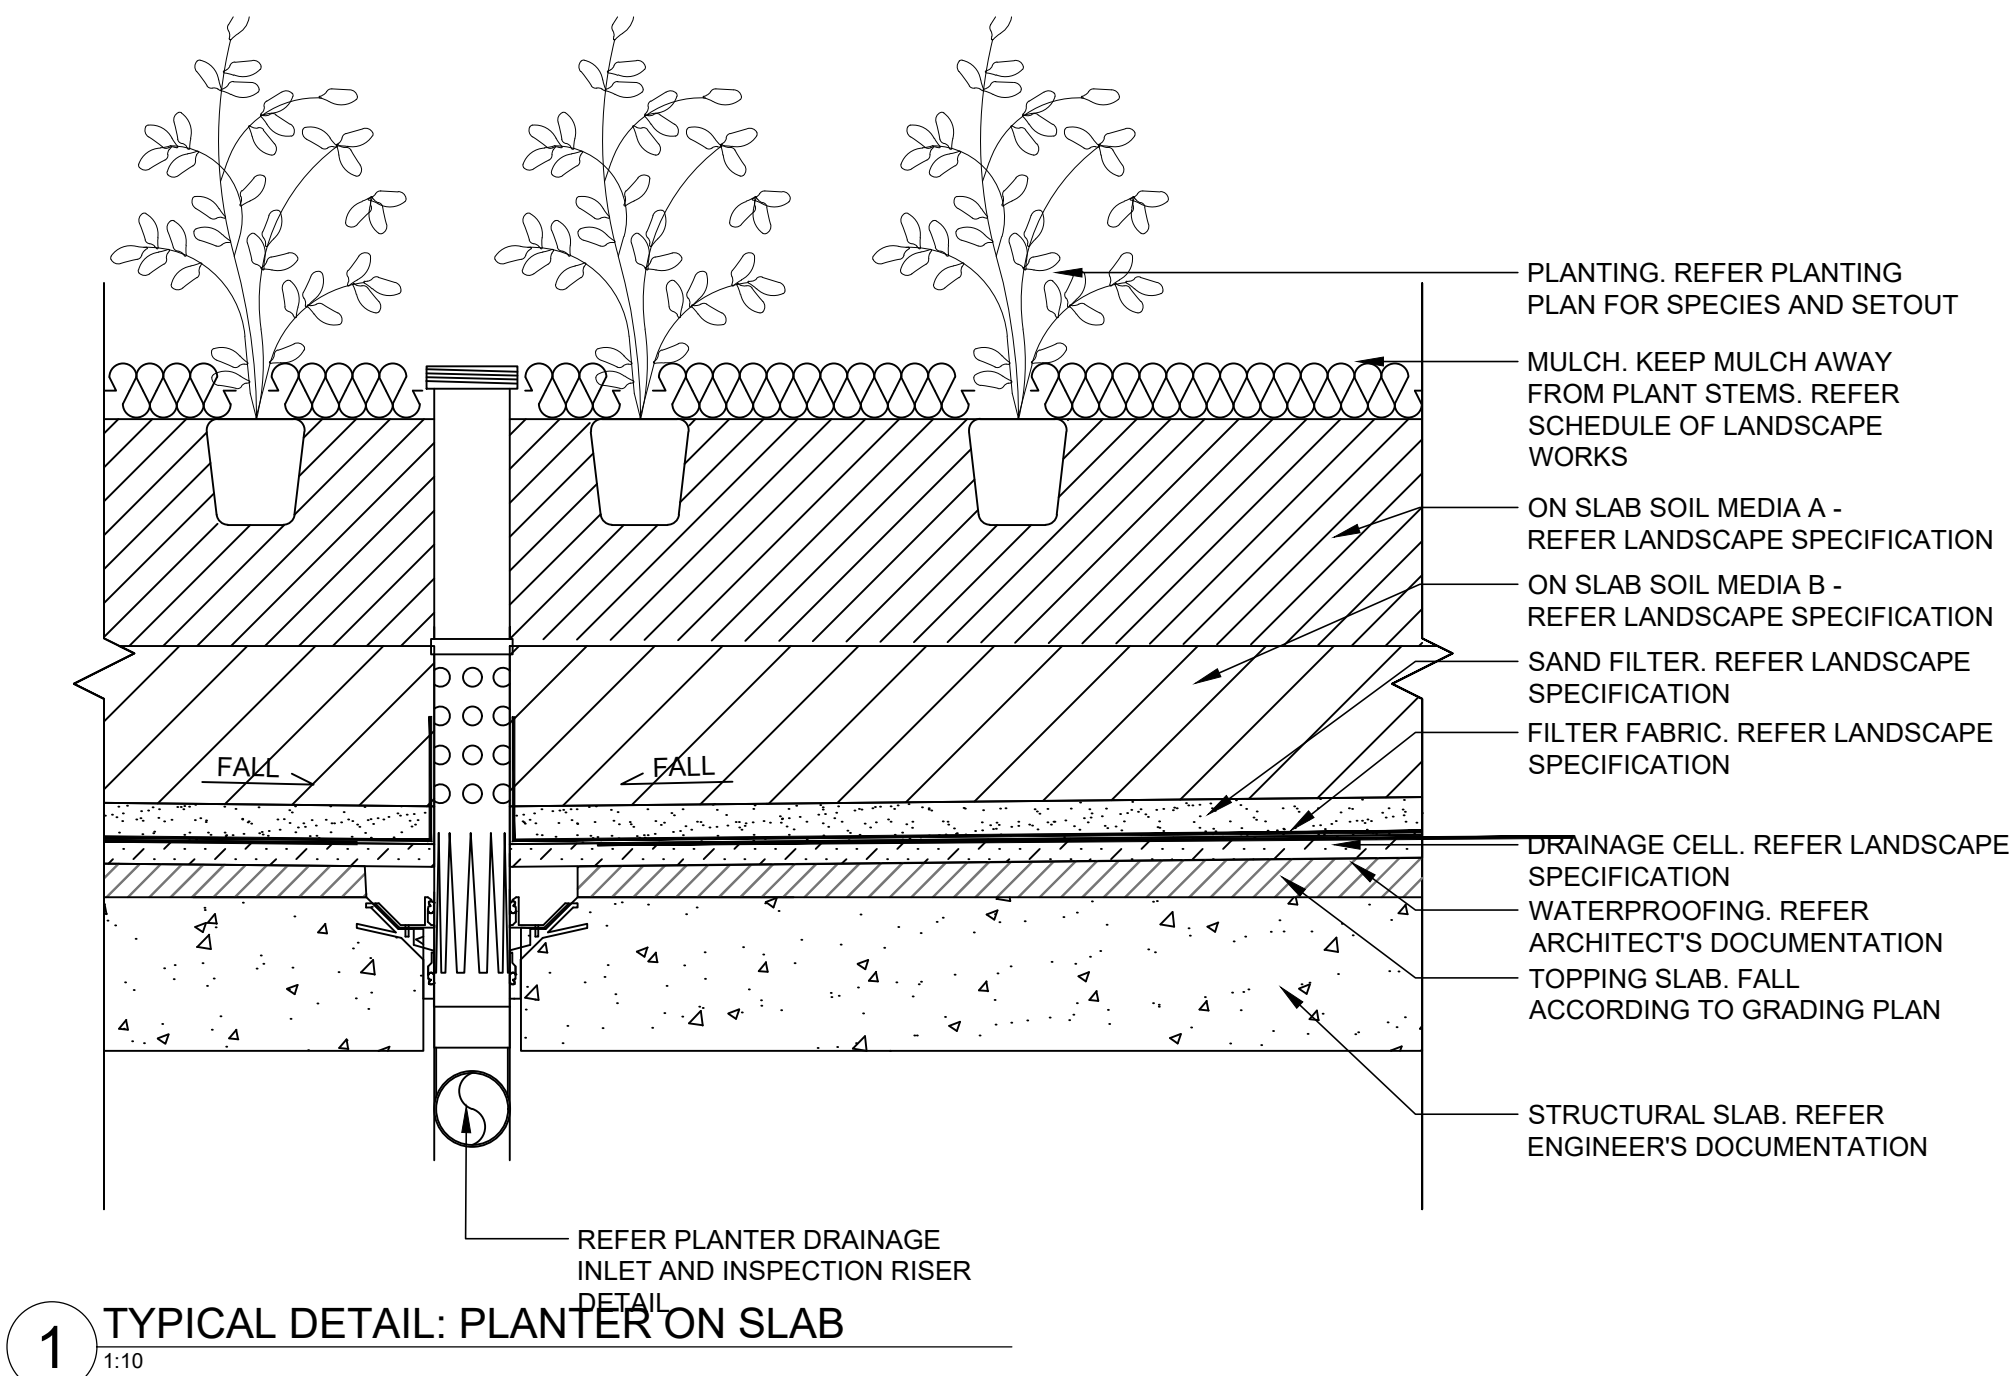 PLANTING. REFER PLANTING
PLAN FOR SPECIES AND SETOUT
MULCH. KEEP MULCH AWAY
FROM PLANT STEMS. REFER
SCHEDULE OF LANDSCAPE
WORKS
ON SLAB SOIL MEDIA A -
REFER LANDSCAPE SPECIFICATION
ON SLAB SOIL MEDIA B -
REFER LANDSCAPE SPECIFICATION
SAND FILTER. REFER LANDSCAPE
SPECIFICATION
FILTER FABRIC. REFER LANDSCAPE
SPECIFICATION
FALL
FALL
DRAINAGE CELL. REFER LANDSCAPE
SPECIFICATION
WATERPROOFING. REFER
ARCHITECT'S DOCUMENTATION
TOPPING SLAB. FALL
ACCORDING TO GRADING PLAN
STRUCTURAL SLAB. REFER
ENGINEER'S DOCUMENTATION
REFER PLANTER DRAINAGE
INLET AND INSPECTION RISER
DETAIL
1
TYPICAL DETAIL: PLANTER ON SLAB
1:10